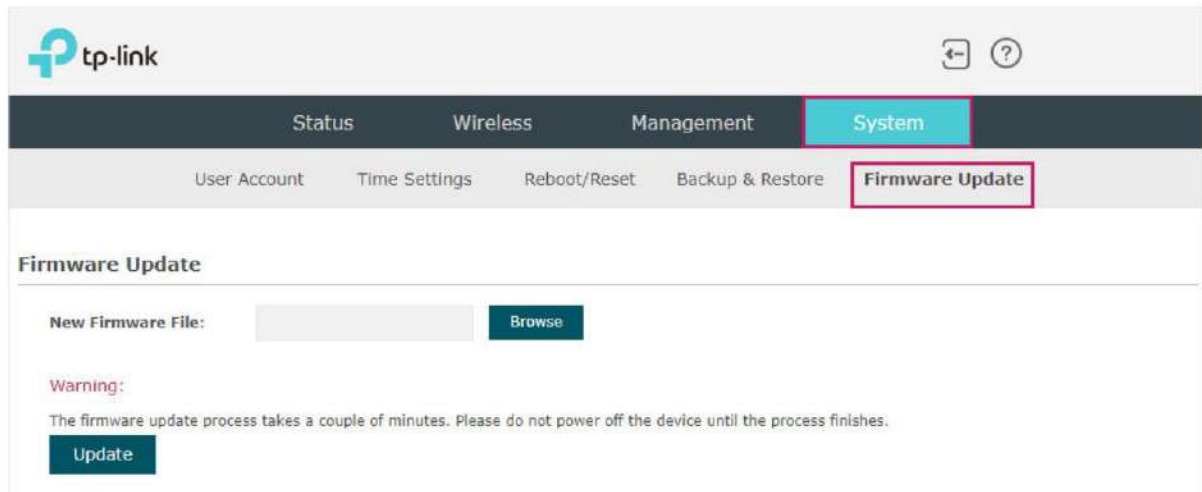 tp-link
?
Status Wireless Management System
User Account Time Settings Reboot/Reset Backup & Restore Firmware Update
Firmware Update
New Firmware File: Browse
Warning:
The firmware update process takes a couple of minutes. Please do not power off the device until the process finishes.
Update